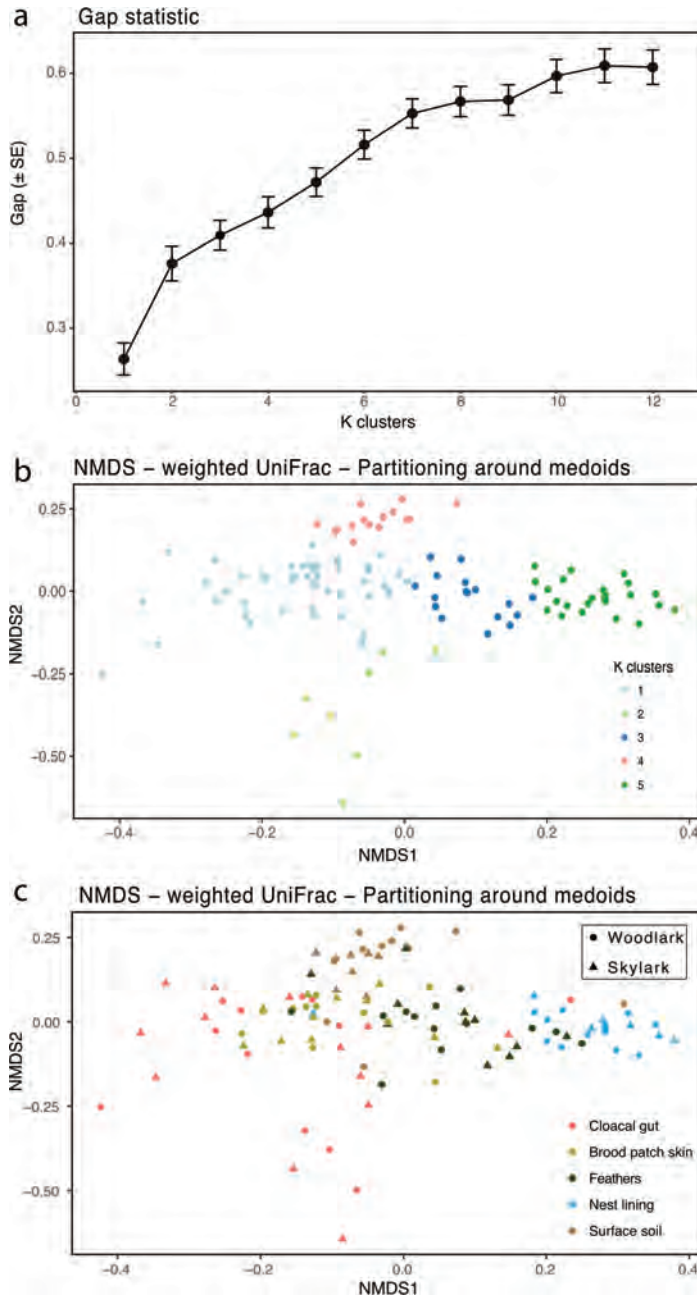 a
Gap statistic
0.6
0.5
0.4
0.3
Gap (± SE)
0 2 4 6 8 10 12
K clusters
b
NMDS – weighted UniFrac – Partitioning around medoids
0.25
0.00
−0.25
−0.50
NMDS2
K clusters
1
2
3
4
5
−0.4 −0.2 0.0 0.2 0.4
NMDS1
c
NMDS – weighted UniFrac – Partitioning around medoids
Woodlark
Skylark
0.25
0.00
−0.25
−0.50
NMDS2
Cloacal gut
Brood patch skin
Feathers
Nest lining
Surface soil
−0.4 −0.2 0.0 0.2 0.4
NMDS1